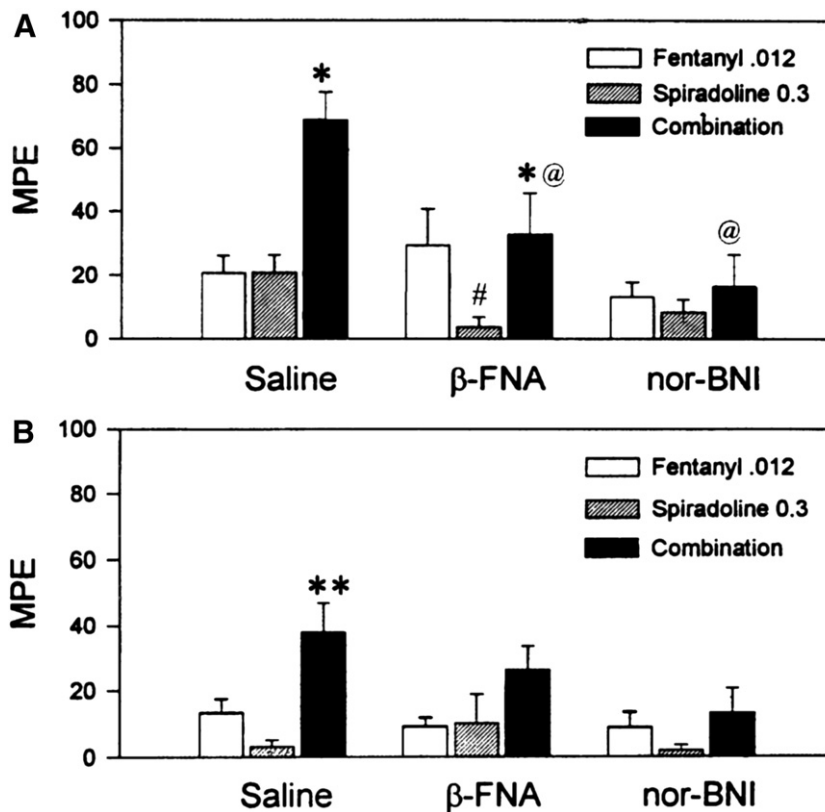 A
100
80
60
40
20
0
MPE
Fentanyl .012
Spiradoline 0.3
Combination
*
* @
#
@
Saline
β-FNA
nor-BNI
B
100
80
60
40
20
0
MPE
Fentanyl .012
Spiradoline 0.3
Combination
**
Saline
β-FNA
nor-BNI